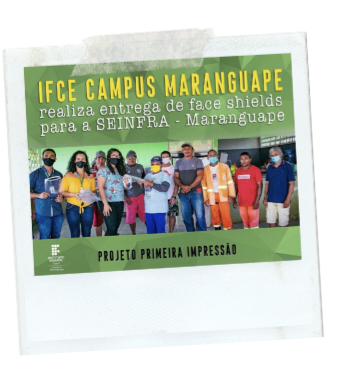 IFCE CAMPUS MARANGUAPE
realiza entrega de face shields
para a SEINFRA - Maranguape
PROJETO PRIMEIRA IMPRESSÃO